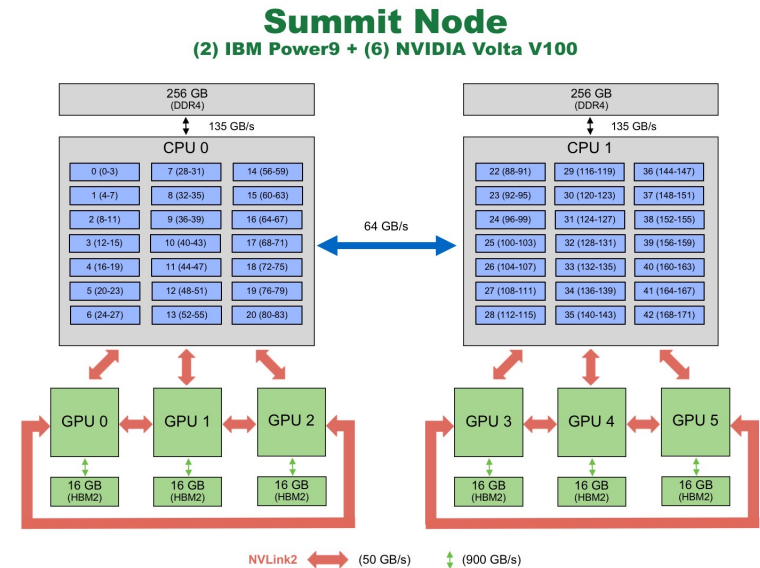 Summit Node
(2) IBM Power9 + (6) NVIDIA Volta V100
256 GB
(DDR4)
135 GB/s
CPU 0
0 (0-3)
7 (28-31)
14 (56-59)
1 (4-7)
8 (32-35)
15 (60-63)
2 (8-11)
9 (36-39)
16 (64-67)
3 (12-15)
10 (40-43)
17 (68-71)
4 (16-19)
11 (44-47)
18 (72-75)
5 (20-23)
12 (48-51)
19 (76-79)
6 (24-27)
13 (52-55)
20 (80-83)
64 GB/s
256 GB
(DDR4)
135 GB/s
CPU 1
22 (88-91)
29 (116-119)
36 (144-147)
23 (92-95)
30 (120-123)
37 (148-151)
24 (96-99)
31 (124-127)
38 (152-155)
25 (100-103)
32 (128-131)
39 (156-159)
26 (104-107)
33 (132-135)
40 (160-163)
27 (108-111)
34 (136-139)
41 (164-167)
28 (112-115)
35 (140-143)
42 (168-171)
GPU 0
GPU 1
GPU 2
16 GB
(HBM2)
16 GB
(HBM2)
16 GB
(HBM2)
GPU 3
GPU 4
GPU 5
16 GB
(HBM2)
16 GB
(HBM2)
16 GB
(HBM2)
NVLink2
(50 GB/s)
(900 GB/s)